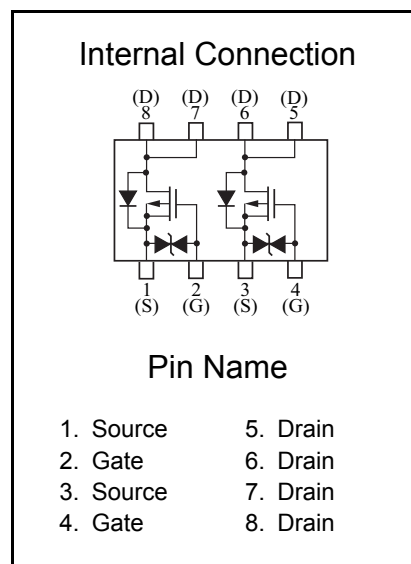 Internal Connection
(D) (D) (D) (D)
8 7 6 5
1 2 3 4
(S) (G) (S) (G)
Pin Name
1. Source 5. Drain
2. Gate 6. Drain
3. Source 7. Drain
4. Gate 8. Drain